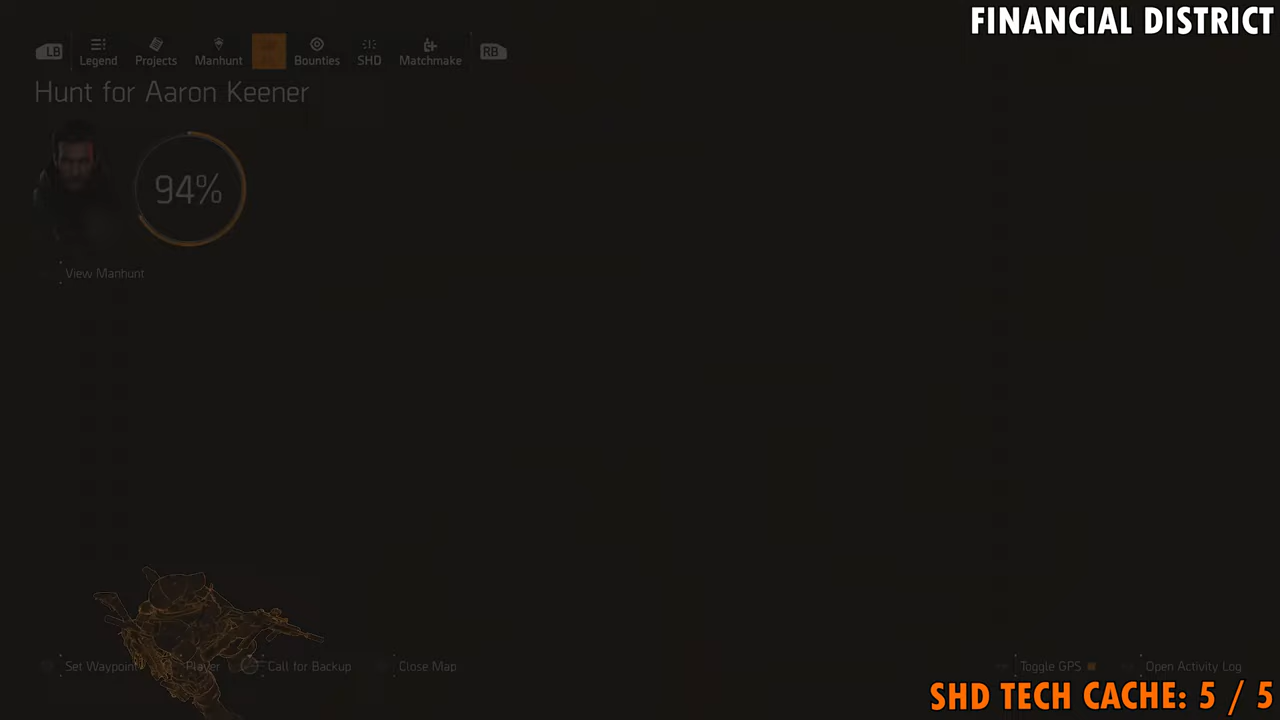 FINANCIAL DISTRICT
LB Legend Projects Manhunt Bounties SHD Matchmake RB
Hunt for Aaron Keener
94%
View Manhunt
Set Waypoint Player Call for Backup Close Map Toggle GPS Open Activity Log
SHD TECH CACHE: 5 / 5